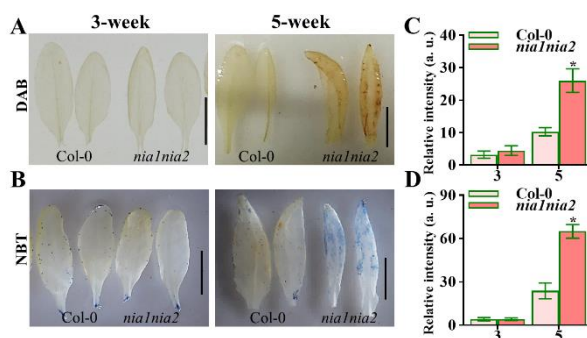 3-week 5-week
A
DAB
Col-0 nia1nia2 Col-0 nia1nia2
B
NBT
Col-0 nia1nia2 Col-0 nia1nia2
C
Relative intensity (a. u.)
40
30
20
10
0
Col-0
nia1nia2
*
3 5
D
Relative intensity (a. u.)
90
60
30
0
Col-0
nia1nia2
*
3 5